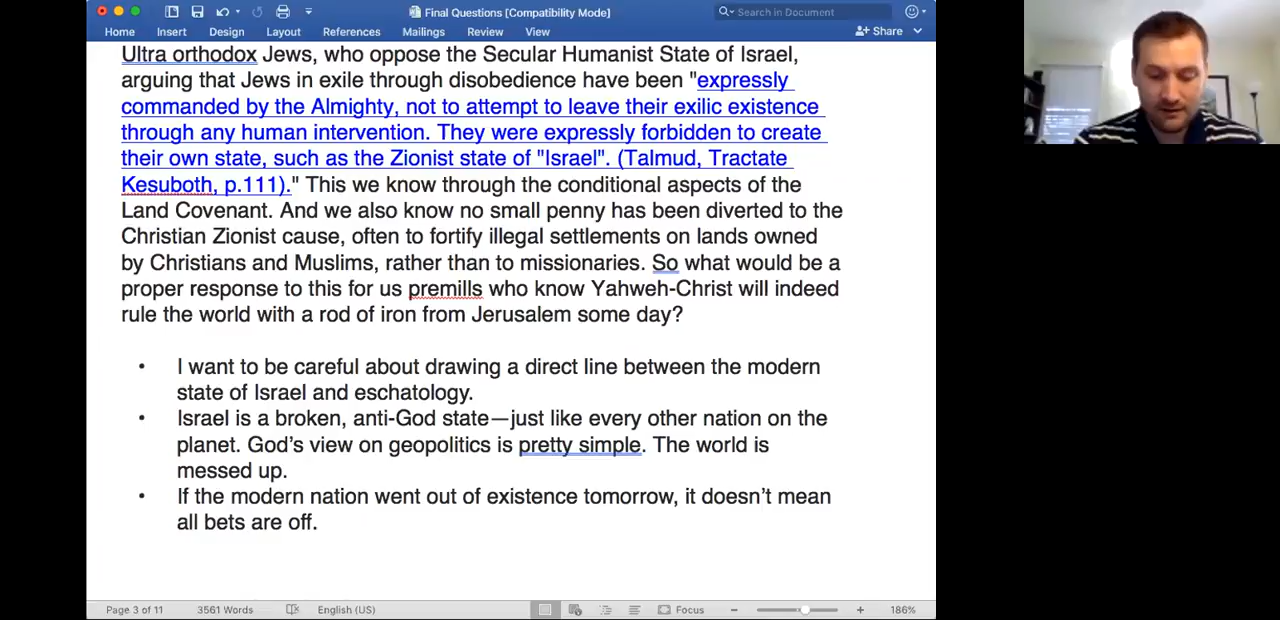 Final Questions [Compatibility Mode]
Search in Document
Home Insert Design Layout References Mailings Review View Share
Ultra orthodox Jews, who oppose the Secular Humanist State of Israel,
arguing that Jews in exile through disobedience have been "expressly
commanded by the Almighty, not to attempt to leave their exilic existence
through any human intervention. They were expressly forbidden to create
their own state, such as the Zionist state of "Israel". (Talmud, Tractate
Kesuboth, p.111)." This we know through the conditional aspects of the
Land Covenant. And we also know no small penny has been diverted to the
Christian Zionist cause, often to fortify illegal settlements on lands owned
by Christians and Muslims, rather than to missionaries. So what would be a
proper response to this for us premills who know Yahweh-Christ will indeed
rule the world with a rod of iron from Jerusalem some day?
• I want to be careful about drawing a direct line between the modern
state of Israel and eschatology.
• Israel is a broken, anti-God state—just like every other nation on the
planet. God's view on geopolitics is pretty simple. The world is
messed up.
• If the modern nation went out of existence tomorrow, it doesn't mean
all bets are off.
Page 3 of 11 3561 Words English (US) Focus 186%